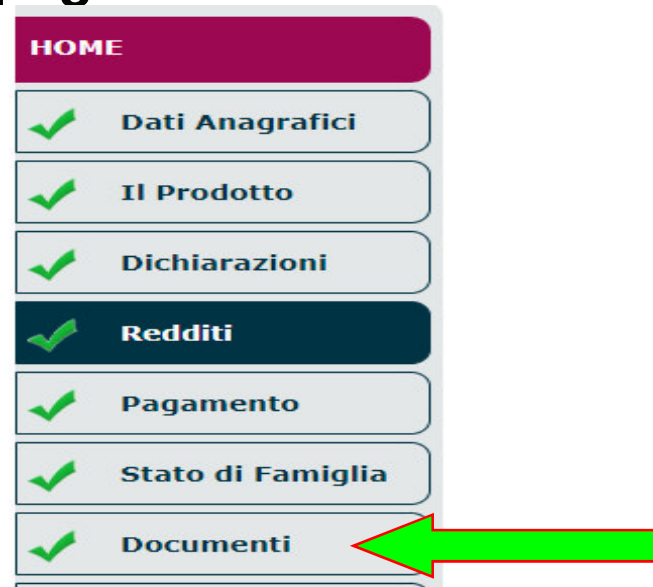 HOME
Dati Anagrafici
Il Prodotto
Dichiarazioni
Redditi
Pagamento
Stato di Famiglia
Documenti